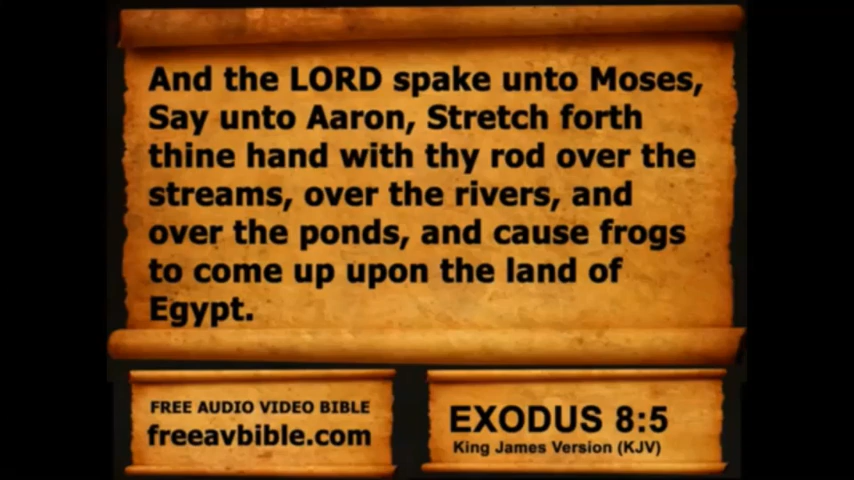 And the LORD spake unto Moses,
Say unto Aaron, Stretch forth
thine hand with thy rod over the
streams, over the rivers, and
over the ponds, and cause frogs
to come up upon the land of
Egypt.
FREE AUDIO VIDEO BIBLE
freeavbible.com
EXODUS 8:5
King James Version (KJV)